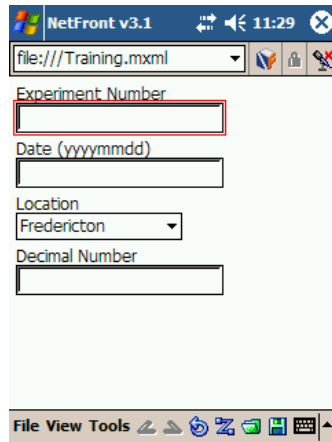 NetFront v3.1 11:29
file:///Training.mxml
Experiment Number
Date (yyyymmdd)
Location
Fredericton
Decimal Number
File View Tools